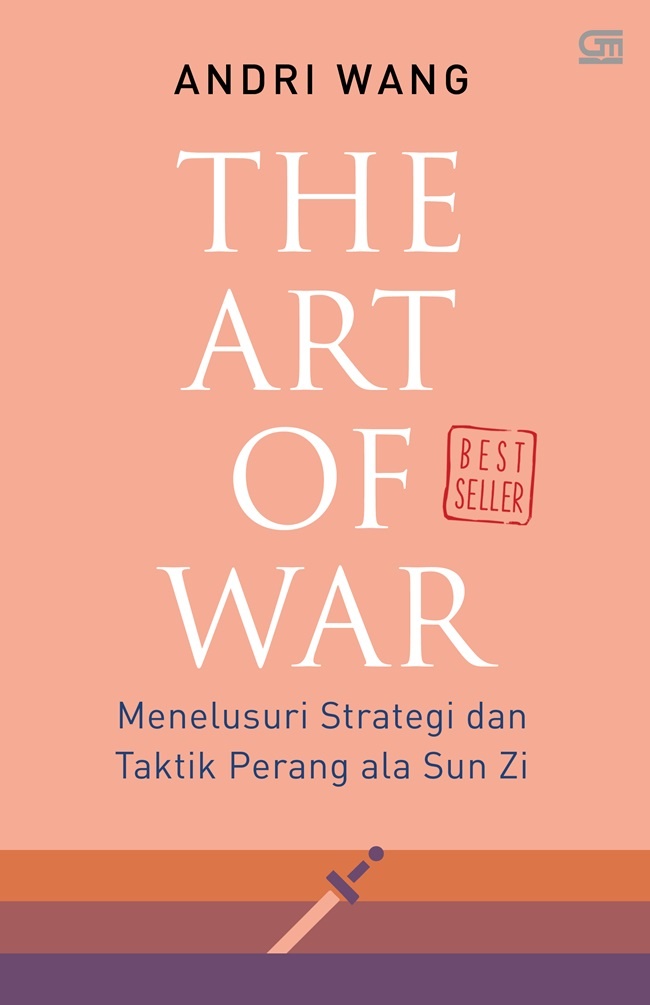 ANDRI WANG
THE
ART
OF
WAR
BEST
SELLER
Menelusuri Strategi dan
Taktik Perang ala Sun Zi